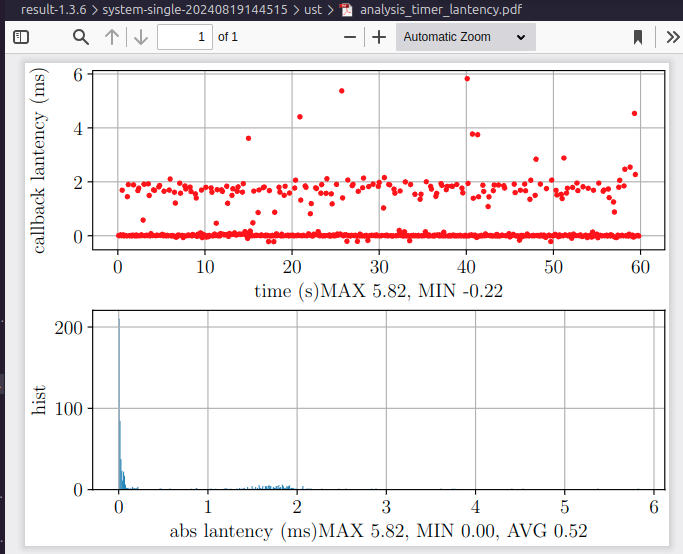 result-1.3.6 > system-single-20240819144515 > ust > analysis_timer_lantency.pdf
1 of 1 Automatic Zoom
callback lantency (ms)
6
4
2
0
0 10 20 30 40 50 60
time (s)MAX 5.82, MIN -0.22
hist
200
100
0
0 1 2 3 4 5 6
abs lantency (ms)MAX 5.82, MIN 0.00, AVG 0.52